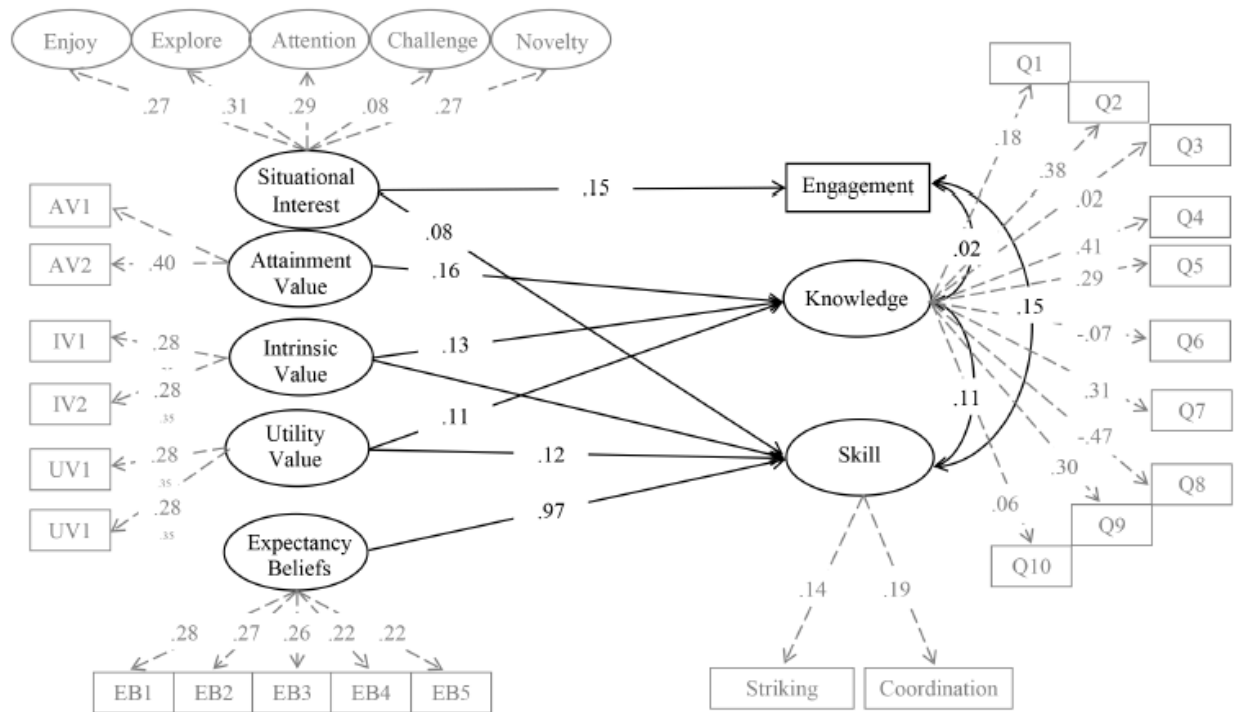 Enjoy Explore Attention Challenge Novelty
.27 .31 .29 .08 .27
Situational
Interest
Attainment
Value
Intrinsic
Value
Utility
Value
Expectancy
Beliefs
AV1
AV2
.40
IV1
.28
IV2
.28
.35
UV1
.28
.35
UV1
.28
.35
.28 .27 .26 .22 .22
EB1 EB2 EB3 EB4 EB5
.15
.08
.16
.13
.11
.12
.97
Engagement
Knowledge
Skill
.02
.15
.11
.14 .19
Striking Coordination
Q1
.18
Q2
.38
Q3
.02
Q4
.41
Q5
.29
Q6
-.07
Q7
.31
Q8
-.47
Q9
.30
Q10
.06